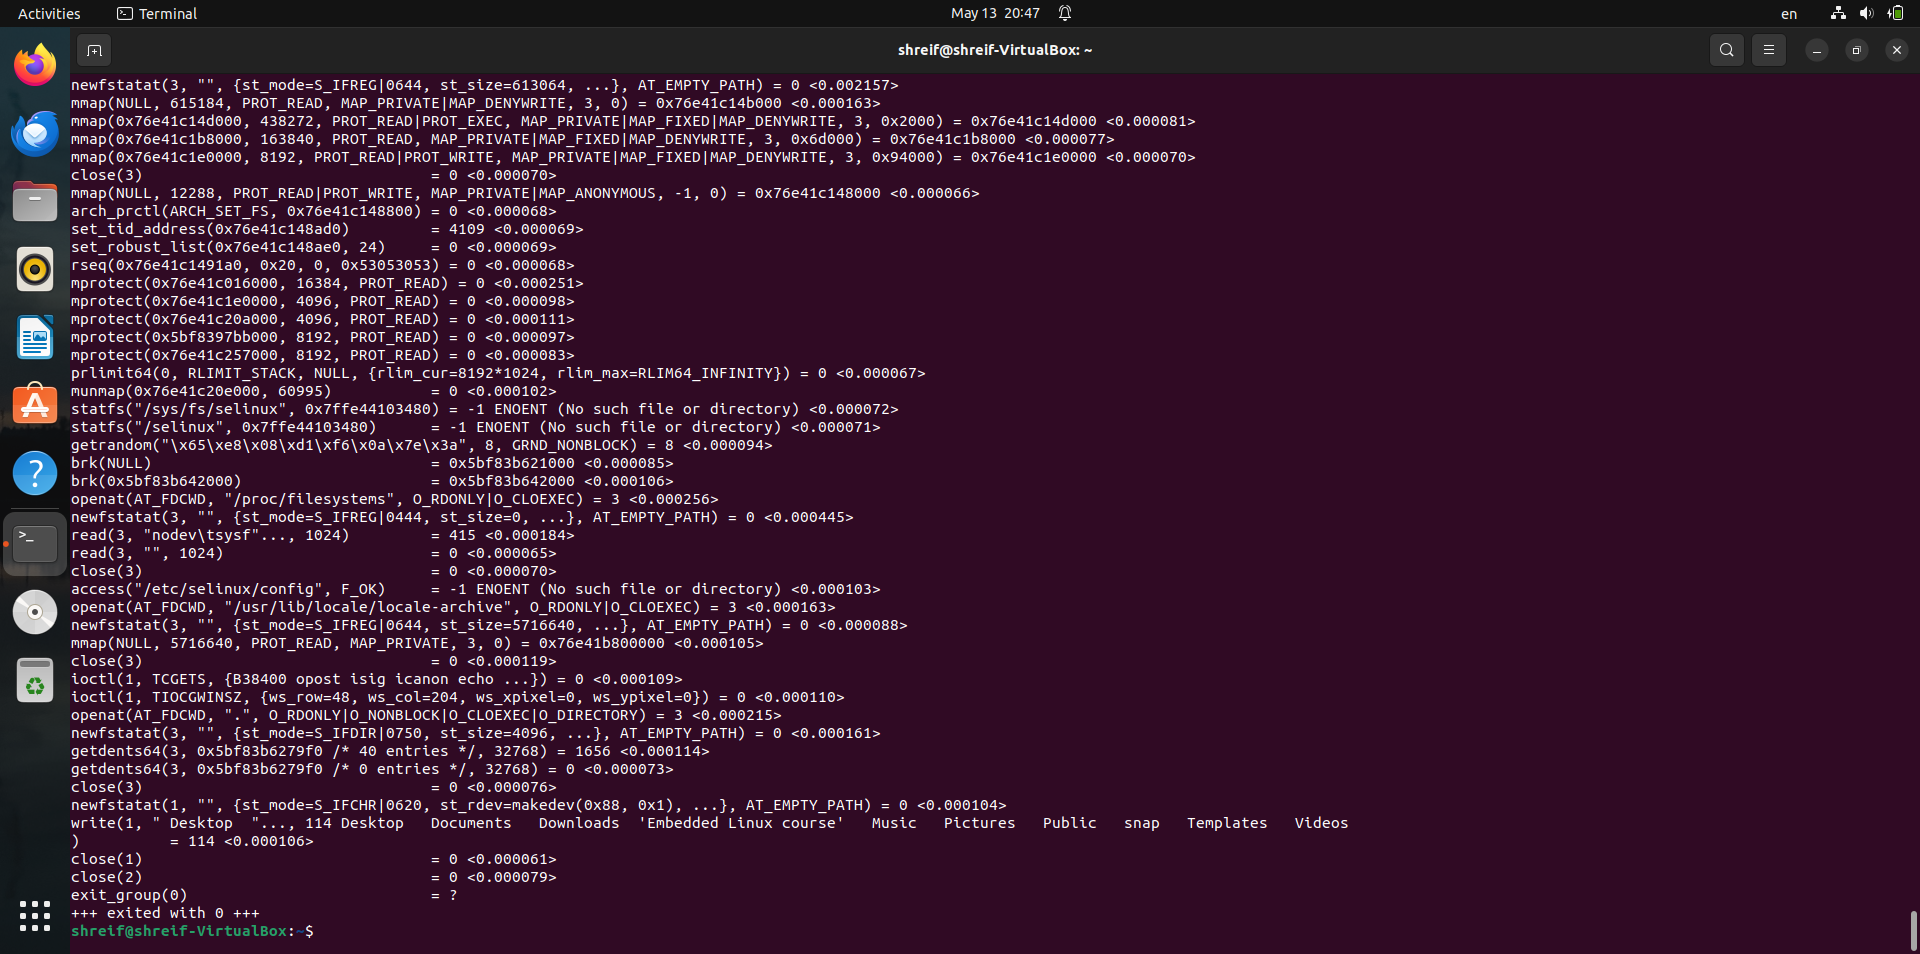 Activities
Terminal
May 13 20:47
en
shreif@shreif-VirtualBox: ~
newfstatat(3, "", {st_mode=S_IFREG|0644, st_size=613064, ...}, AT_EMPTY_PATH) = 0 <0.002157>
mmap(NULL, 615184, PROT_READ, MAP_PRIVATE|MAP_DENYWRITE, 3, 0) = 0x76e41c14b000 <0.000163>
mmap(0x76e41c14d000, 438272, PROT_READ|PROT_EXEC, MAP_PRIVATE|MAP_FIXED|MAP_DENYWRITE, 3, 0x2000) = 0x76e41c14d000 <0.000081>
mmap(0x76e41c1b8000, 163840, PROT_READ, MAP_PRIVATE|MAP_FIXED|MAP_DENYWRITE, 3, 0x6d000) = 0x76e41c1b8000 <0.000077>
mmap(0x76e41c1e0000, 8192, PROT_READ|PROT_WRITE, MAP_PRIVATE|MAP_FIXED|MAP_DENYWRITE, 3, 0x94000) = 0x76e41c1e0000 <0.000070>
close(3)                                = 0 <0.000070>
mmap(NULL, 12288, PROT_READ|PROT_WRITE, MAP_PRIVATE|MAP_ANONYMOUS, -1, 0) = 0x76e41c148000 <0.000066>
arch_prctl(ARCH_SET_FS, 0x76e41c148800) = 0 <0.000068>
set_tid_address(0x76e41c148ad0)         = 4109 <0.000069>
set_robust_list(0x76e41c148ae0, 24)     = 0 <0.000069>
rseq(0x76e41c1491a0, 0x20, 0, 0x53053053) = 0 <0.000068>
mprotect(0x76e41c016000, 16384, PROT_READ) = 0 <0.000251>
mprotect(0x76e41c1e0000, 4096, PROT_READ) = 0 <0.000098>
mprotect(0x76e41c20a000, 4096, PROT_READ) = 0 <0.000111>
mprotect(0x5bf8397bb000, 8192, PROT_READ) = 0 <0.000097>
mprotect(0x76e41c257000, 8192, PROT_READ) = 0 <0.000083>
prlimit64(0, RLIMIT_STACK, NULL, {rlim_cur=8192*1024, rlim_max=RLIM64_INFINITY}) = 0 <0.000067>
munmap(0x76e41c20e000, 60995)           = 0 <0.000102>
statfs("/sys/fs/selinux", 0x7ffe44103480) = -1 ENOENT (No such file or directory) <0.000072>
statfs("/selinux", 0x7ffe44103480)      = -1 ENOENT (No such file or directory) <0.000071>
getrandom("\x65\xe8\x08\xd1\xf6\x0a\x7e\x3a", 8, GRND_NONBLOCK) = 8 <0.000094>
brk(NULL)                               = 0x5bf83b621000 <0.000085>
brk(0x5bf83b642000)                     = 0x5bf83b642000 <0.000106>
openat(AT_FDCWD, "/proc/filesystems", O_RDONLY|O_CLOEXEC) = 3 <0.000256>
newfstatat(3, "", {st_mode=S_IFREG|0444, st_size=0, ...}, AT_EMPTY_PATH) = 0 <0.000445>
read(3, "nodev\tsysf"..., 1024)         = 415 <0.000184>
read(3, "", 1024)                       = 0 <0.000065>
close(3)                                = 0 <0.000070>
access("/etc/selinux/config", F_OK)     = -1 ENOENT (No such file or directory) <0.000103>
openat(AT_FDCWD, "/usr/lib/locale/locale-archive", O_RDONLY|O_CLOEXEC) = 3 <0.000163>
newfstatat(3, "", {st_mode=S_IFREG|0644, st_size=5716640, ...}, AT_EMPTY_PATH) = 0 <0.000088>
mmap(NULL, 5716640, PROT_READ, MAP_PRIVATE, 3, 0) = 0x76e41b800000 <0.000105>
close(3)                                = 0 <0.000119>
ioctl(1, TCGETS, {B38400 opost isig icanon echo ...}) = 0 <0.000109>
ioctl(1, TIOCGWINSZ, {ws_row=48, ws_col=204, ws_xpixel=0, ws_ypixel=0}) = 0 <0.000110>
openat(AT_FDCWD, ".", O_RDONLY|O_NONBLOCK|O_CLOEXEC|O_DIRECTORY) = 3 <0.000215>
newfstatat(3, "", {st_mode=S_IFDIR|0750, st_size=4096, ...}, AT_EMPTY_PATH) = 0 <0.000161>
getdents64(3, 0x5bf83b6279f0 /* 40 entries */, 32768) = 1656 <0.000114>
getdents64(3, 0x5bf83b6279f0 /* 0 entries */, 32768) = 0 <0.000073>
close(3)                                = 0 <0.000076>
newfstatat(1, "", {st_mode=S_IFCHR|0620, st_rdev=makedev(0x88, 0x1), ...}, AT_EMPTY_PATH) = 0 <0.000104>
write(1, " Desktop  "..., 114 Desktop   Documents   Downloads  'Embedded Linux course'   Music   Pictures   Public   snap   Templates   Videos
)          = 114 <0.000106>
close(1)                                = 0 <0.000061>
close(2)                                = 0 <0.000079>
exit_group(0)                           = ?
+++ exited with 0 +++
shreif@shreif-VirtualBox:~$